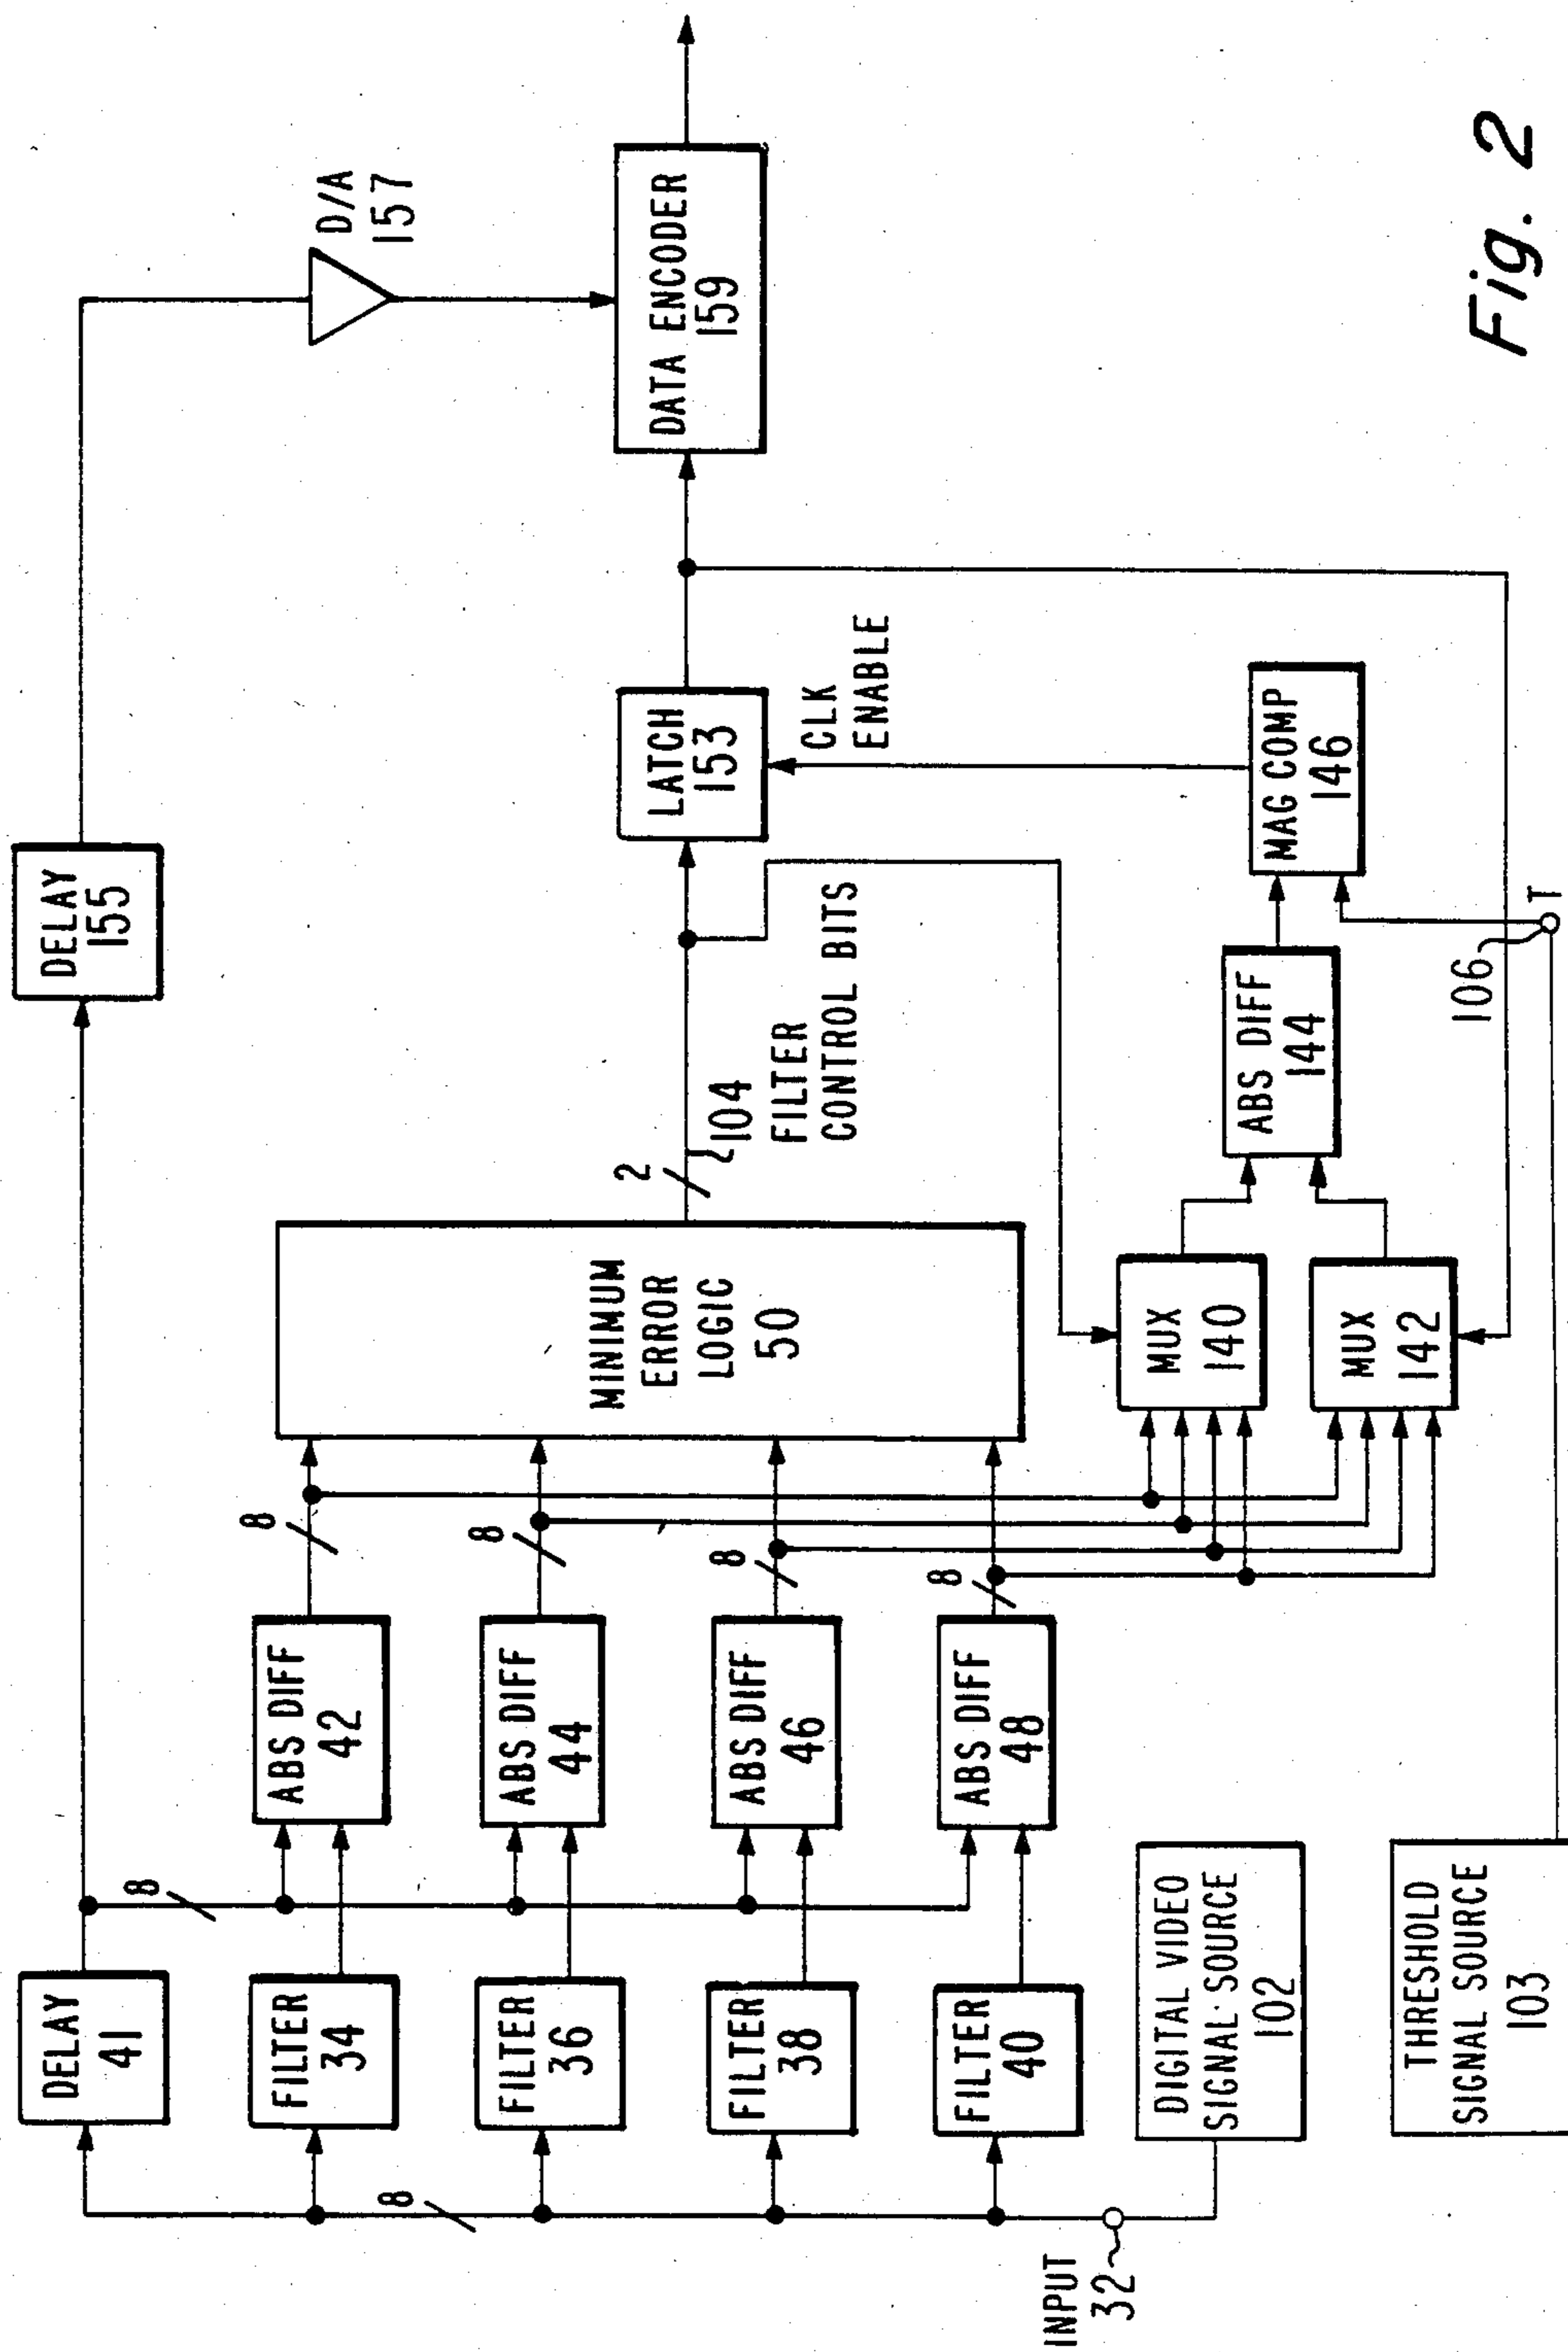 DELAY
41
DELAY
155
D/A
157
8
8
FILTER
34
ABS DIFF
42
8
FILTER
36
ABS DIFF
44
8
FILTER
38
ABS DIFF
46
8
FILTER
40
ABS DIFF
48
8
MINIMUM
ERROR
LOGIC
50
2
104
FILTER
CONTROL BITS
LATCH
153
CLK
ENABLE
DATA ENCODER
159
INPUT
32
DIGITAL VIDEO
SIGNAL SOURCE
102
MUX
140
MUX
142
ABS DIFF
144
MAG COMP
146
THRESHOLD
SIGNAL SOURCE
103
106
T
Fig. 2